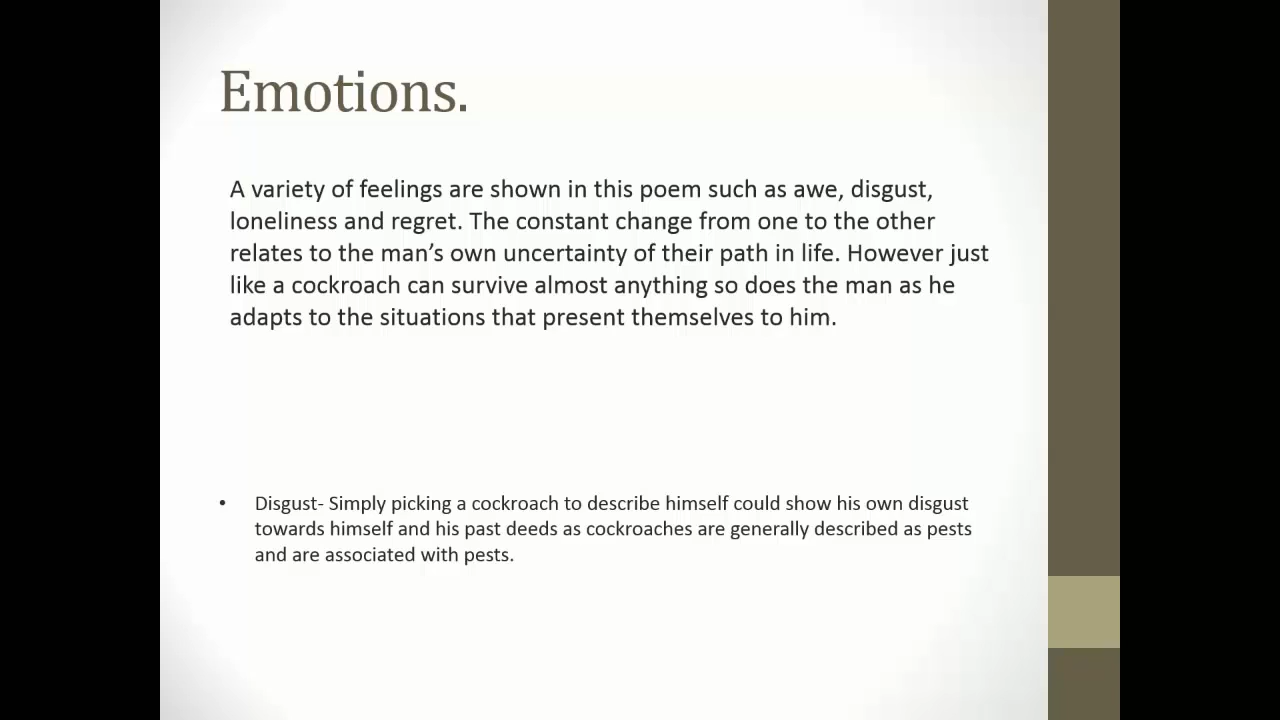 Emotions.
A variety of feelings are shown in this poem such as awe, disgust,
loneliness and regret. The constant change from one to the other
relates to the man’s own uncertainty of their path in life. However just
like a cockroach can survive almost anything so does the man as he
adapts to the situations that present themselves to him.
• Disgust- Simply picking a cockroach to describe himself could show his own disgust
towards himself and his past deeds as cockroaches are generally described as pests
and are associated with pests.